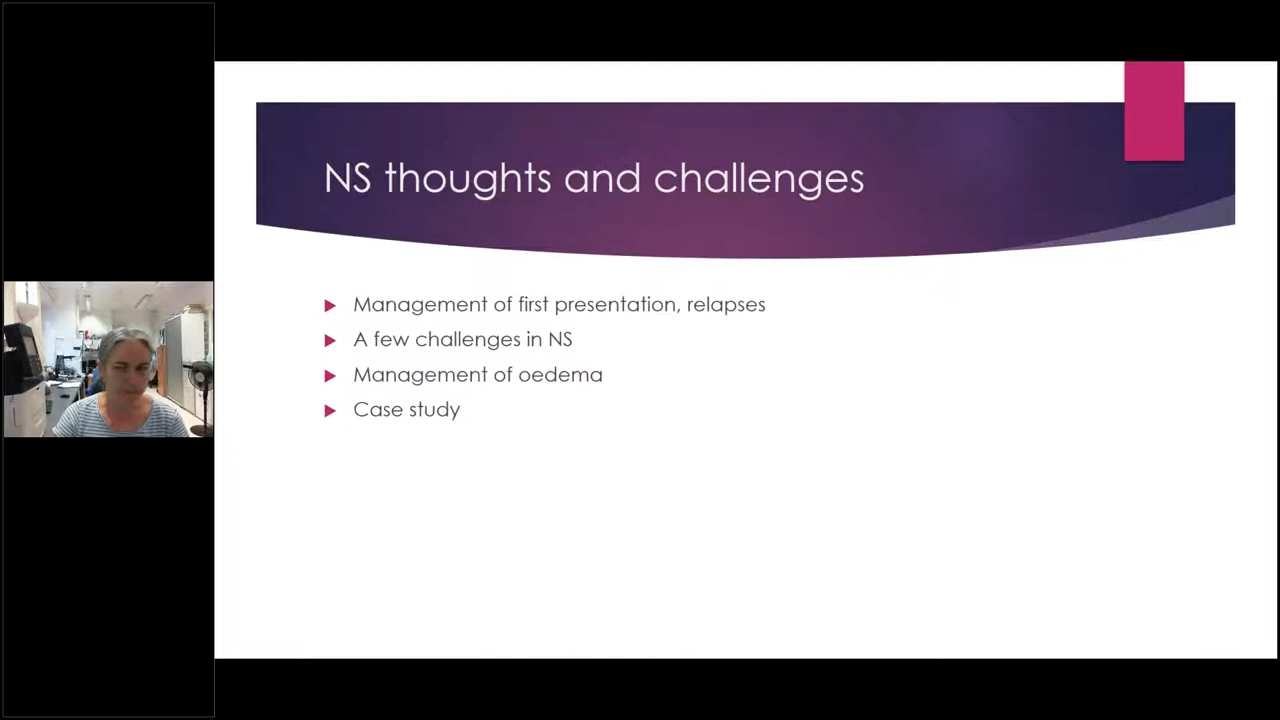 NS thoughts and challenges
Management of first presentation, relapses
A few challenges in NS
Management of oedema
Case study